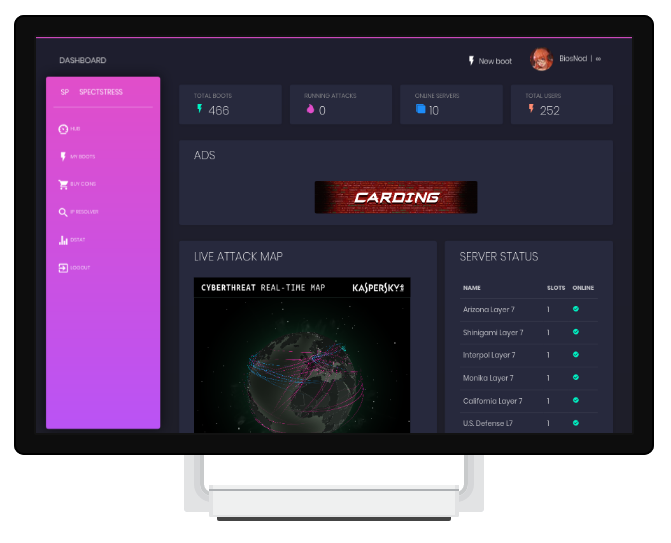 DASHBOARD
New boot
BiosNod | ∞
SP SPECTSTRESS
HUB
MY BOOTS
BUY COINS
IP RESOLVER
LOGOUT
TOTAL BOOTS
466
RUNNING ATTACKS
0
ONLINE SERVERS
10
TOTAL USERS
252
ADS
CARDING
LIVE ATTACK MAP
CYBERTHREAT REAL-TIME MAP
KASPERSKY
SERVER STATUS
NAME SLOTS ONLINE
Arizona Layer 7 1
Shinigami Layer 7 1
Interpol Layer 7 1
Monika Layer 7 1
California Layer 7 1
U.S. Defense L7 1